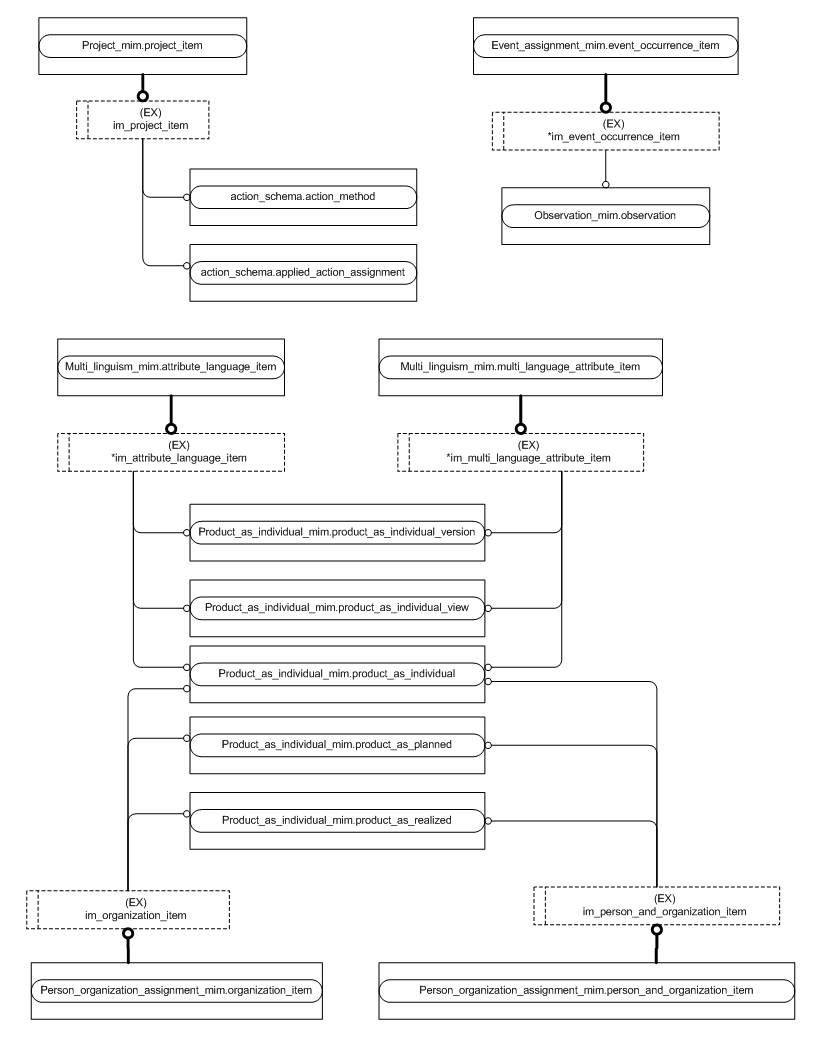 Project_mim.project_item
Event_assignment_mim.event_occurrence_item
(EX)
im_project_item
(EX)
*im_event_occurrence_item
action_schema.action_method
Observation_mim.observation
action_schema.applied_action_assignment
Multi_linguism_mim.attribute_language_item
Multi_linguism_mim.multi_language_attribute_item
(EX)
*im_attribute_language_item
(EX)
*im_multi_language_attribute_item
Product_as_individual_mim.product_as_individual_version
Product_as_individual_mim.product_as_individual_view
Product_as_individual_mim.product_as_individual
Product_as_individual_mim.product_as_planned
Product_as_individual_mim.product_as_realized
(EX)
im_organization_item
(EX)
im_person_and_organization_item
Person_organization_assignment_mim.organization_item
Person_organization_assignment_mim.person_and_organization_item